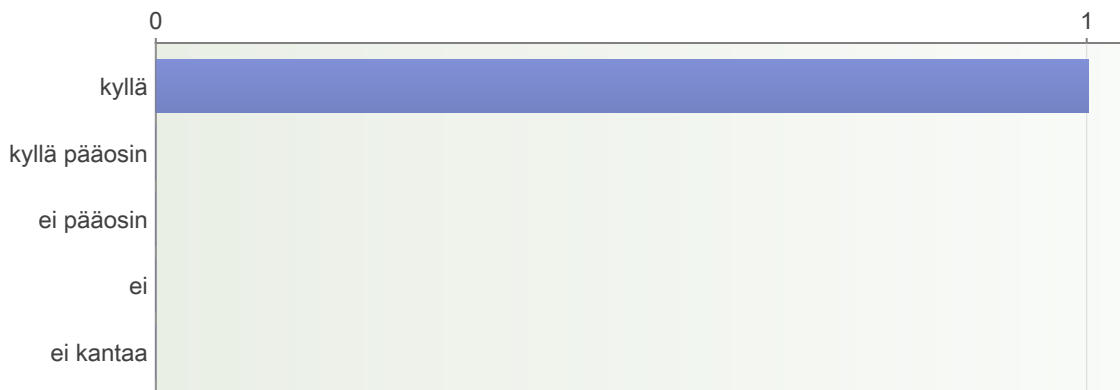 0 1
kyllä
kyllä pääosin
ei pääosin
ei
ei kantaa